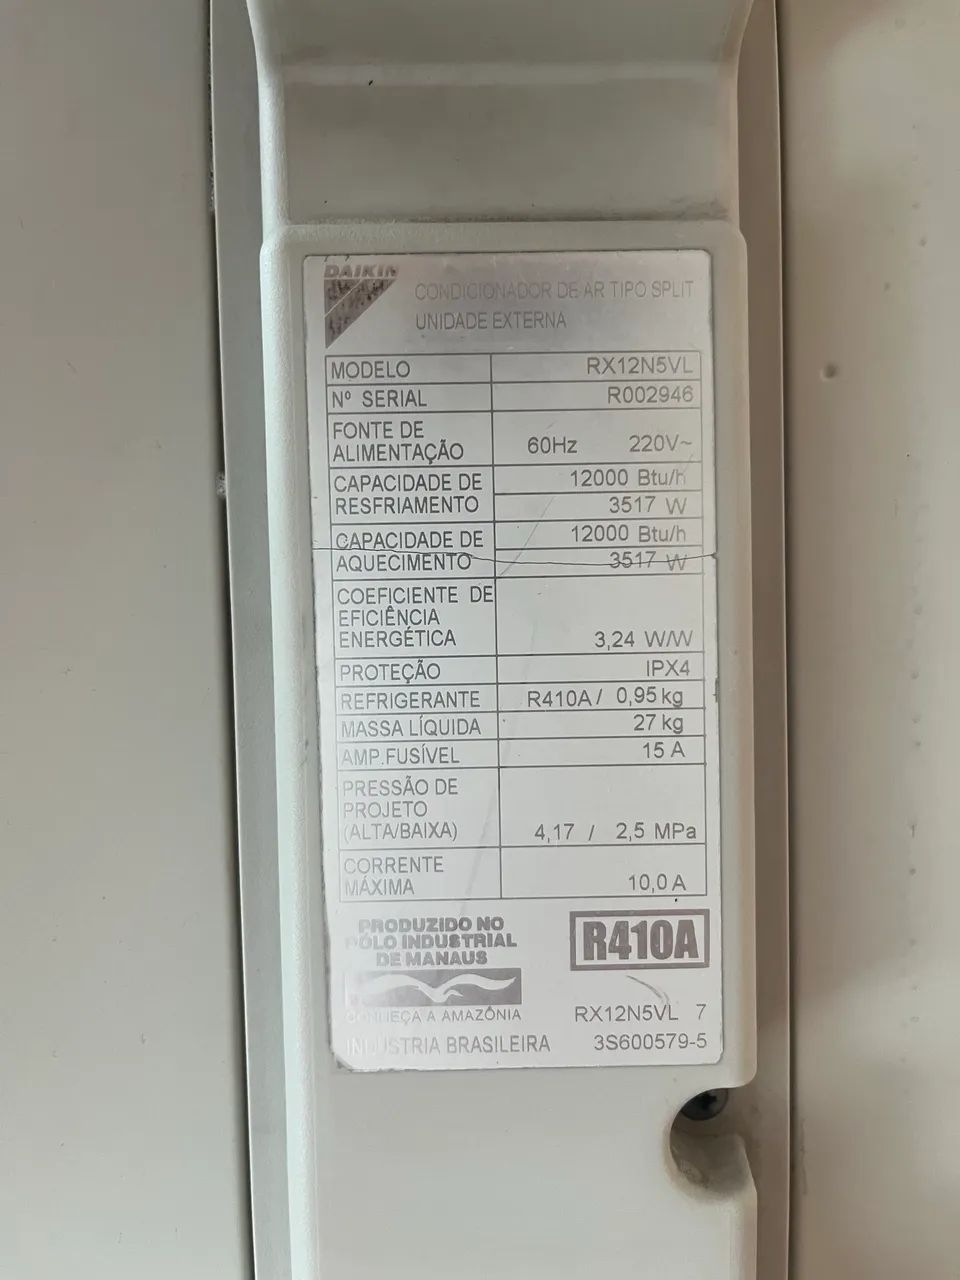 DAIKIN
CONDICIONADOR DE AR TIPO SPLIT
UNIDADE EXTERNA
MODELO RX12N5VL
Nº SERIAL R002946
FONTE DE
ALIMENTAÇÃO 60Hz 220V~
CAPACIDADE DE 12000 Btu/h
RESFRIAMENTO 3517 W
CAPACIDADE DE 12000 Btu/h
AQUECIMENTO 3517 W
COEFICIENTE DE
EFICIÊNCIA
ENERGÉTICA 3,24 W/W
PROTEÇÃO IPX4
REFRIGERANTE R410A / 0,95 kg
MASSA LÍQUIDA 27 kg
AMP.FUSÍVEL 15 A
PRESSÃO DE
PROJETO
(ALTA/BAIXA) 4,17 / 2,5 MPa
CORRENTE
MÁXIMA 10,0 A
PRODUZIDO NO
PÓLO INDUSTRIAL
DE MANAUS
R410A
CONHEÇA A AMAZÔNIA
RX12N5VL 7
INDÚSTRIA BRASILEIRA 3S600579-5